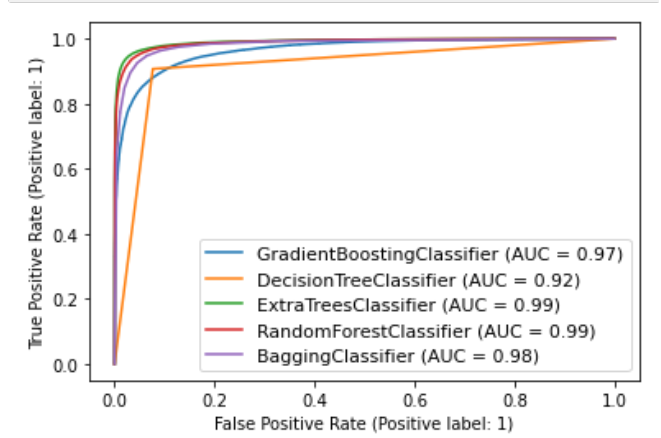 1.0
0.8
0.6
0.4
0.2
0.0
True Positive Rate (Positive label: 1)
GradientBoostingClassifier (AUC = 0.97)
DecisionTreeClassifier (AUC = 0.92)
ExtraTreesClassifier (AUC = 0.99)
RandomForestClassifier (AUC = 0.99)
BaggingClassifier (AUC = 0.98)
0.0 0.2 0.4 0.6 0.8 1.0
False Positive Rate (Positive label: 1)